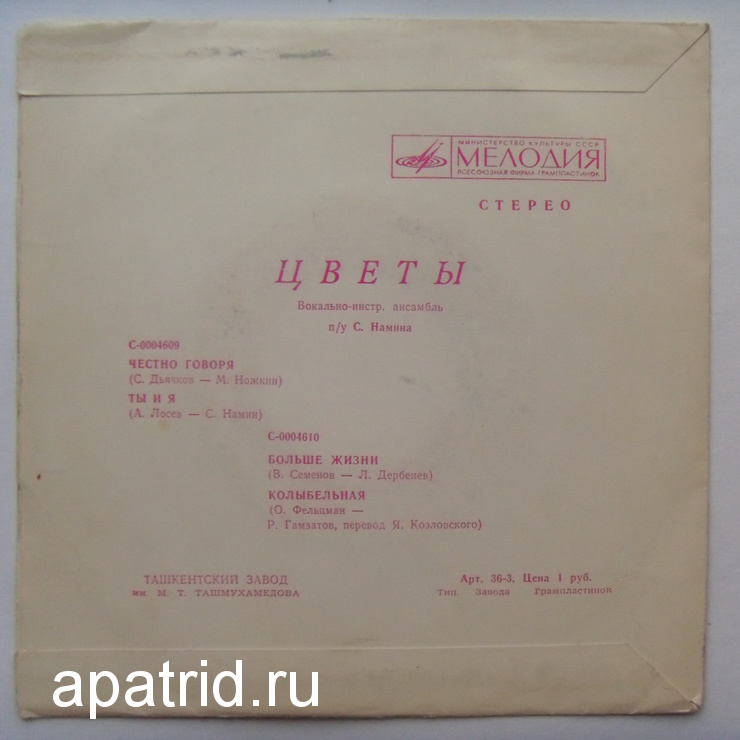 МИНИСТЕРСТВО КУЛЬТУРЫ СССР
МЕЛОДИЯ
ВСЕСОЮЗНАЯ ФИРМА ГРАМПЛАСТИНОК
СТЕРЕО
ЦВЕТЫ
Вокально-инстр. ансамбль
п/у С. Намина
С-0004609
ЧЕСТНО ГОВОРЯ
(С. Дьячков — М. Ножкин)
ТЫ И Я
(А. Лосев — С. Намин)
С-0004610
БОЛЬШЕ ЖИЗНИ
(В. Семенов — Л. Дербенев)
КОЛЫБЕЛЬНАЯ
(О. Фельцман —
Р. Гамзатов, перевод Я. Козловского)
ТАШКЕНТСКИЙ ЗАВОД
им. М. Т. ТАШМУХАМЕДОВА
Арт. 36-3. Цена 1 руб.
Тип. Завода Грампластинок
apatrid.ru